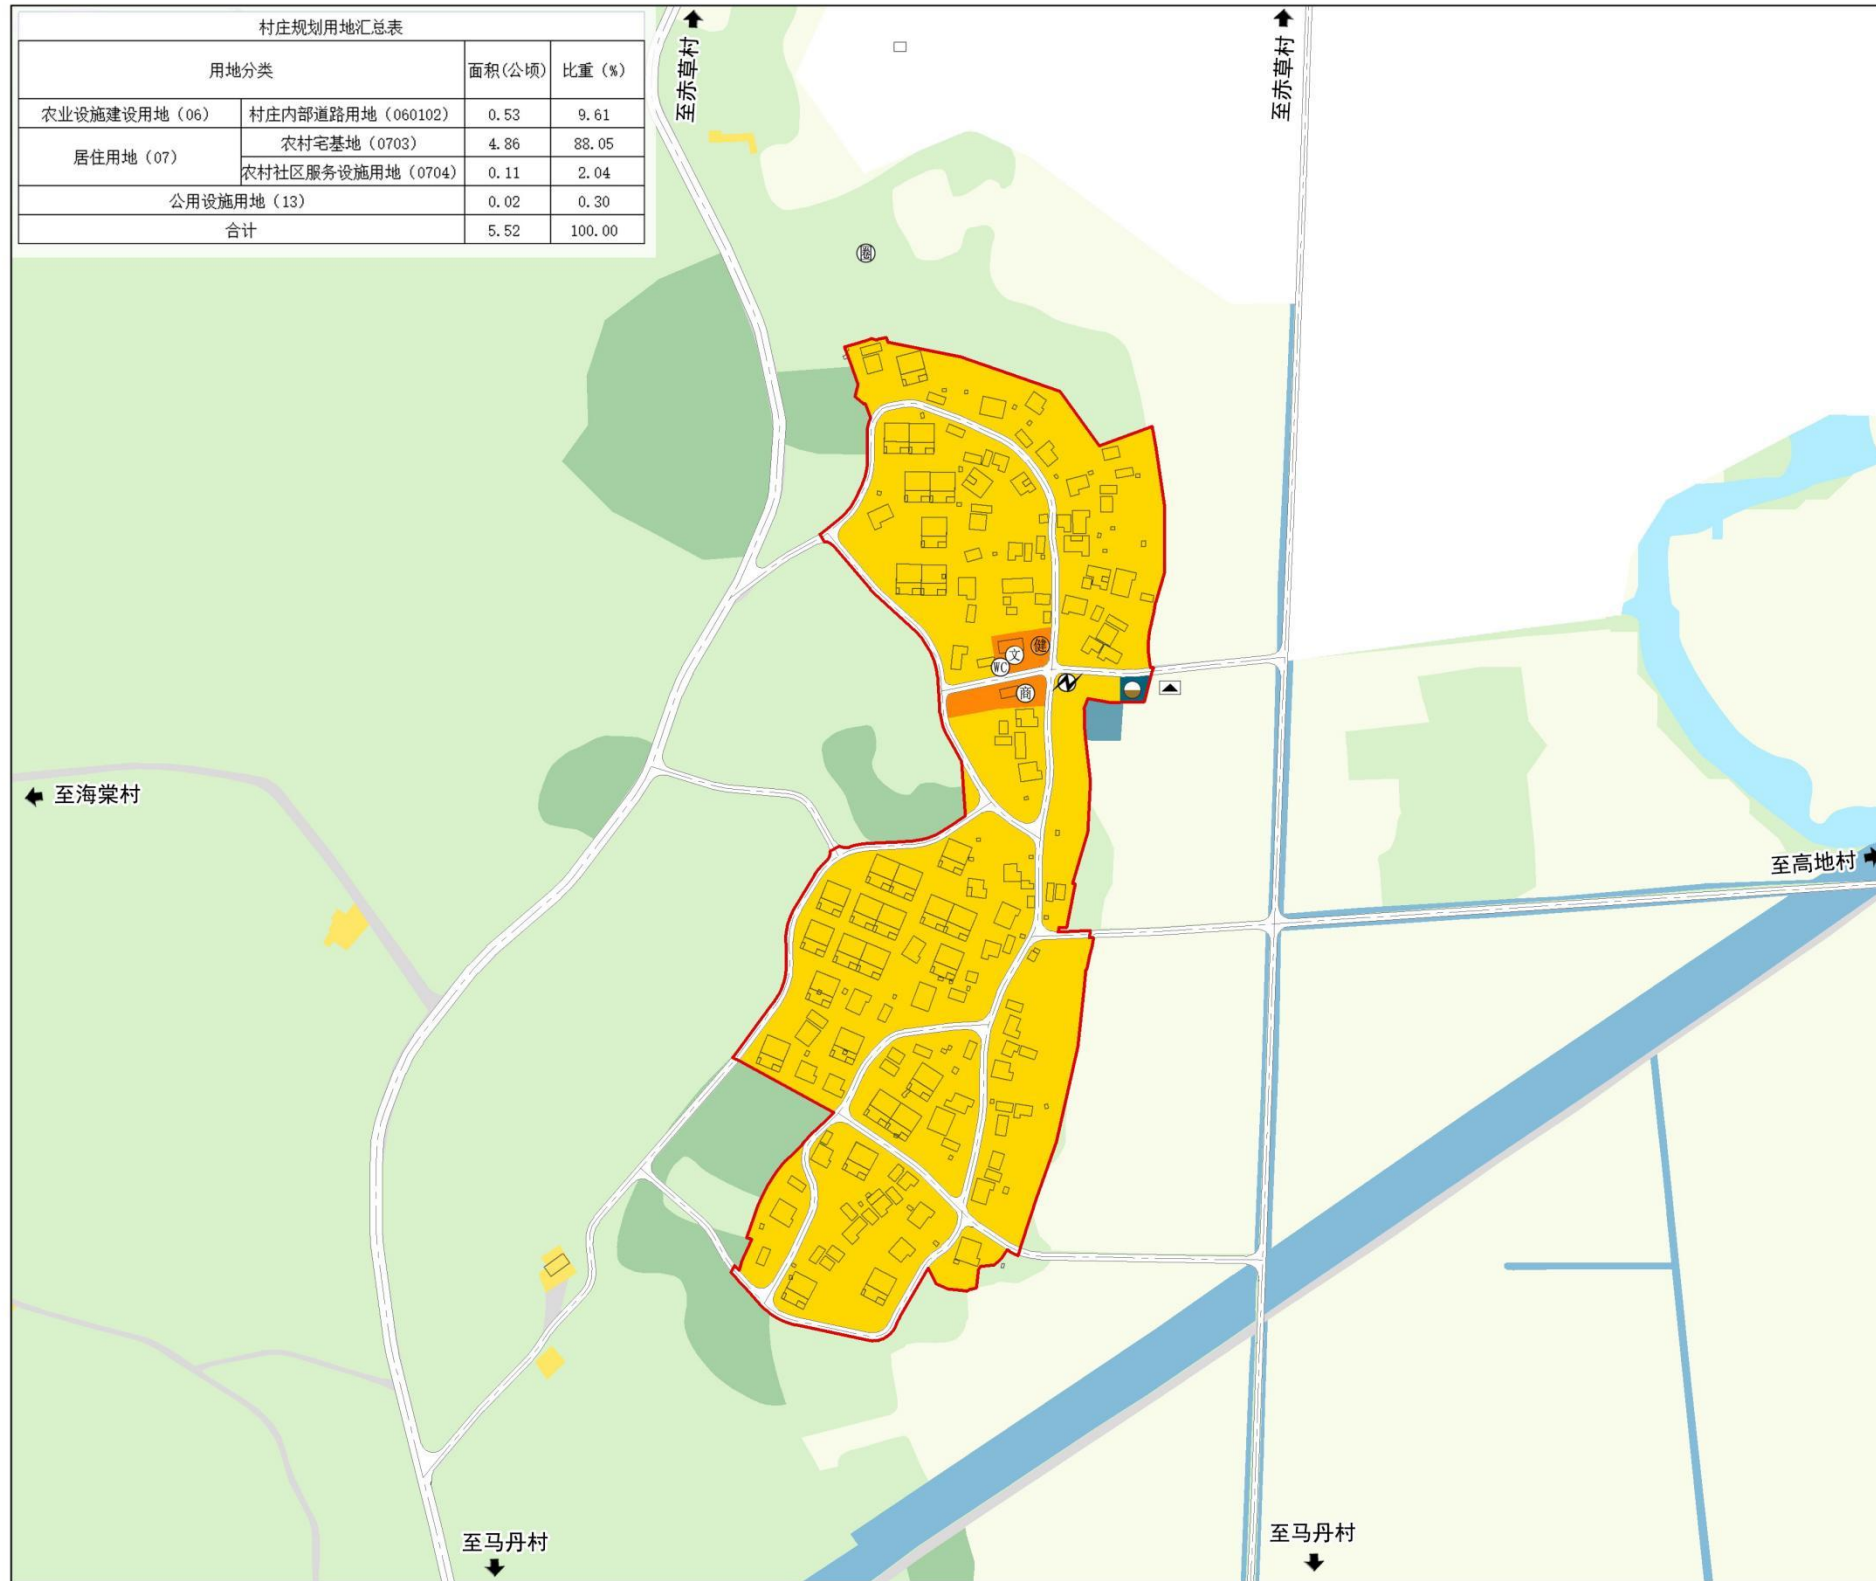 村庄规划用地汇总表
用地分类 面积(公顷) 比重（%）
农业设施建设用地（06） 村庄内部道路用地（060102） 0.53 9.61
居住用地（07） 农村宅基地（0703） 4.86 88.05
农村社区服务设施用地（0704） 0.11 2.04
公用设施用地（13） 0.02 0.30
合计 5.52 100.00
至赤草村
至赤草村
圈
健
文
WC
商
至海棠村
至高地村
至马丹村
至马丹村